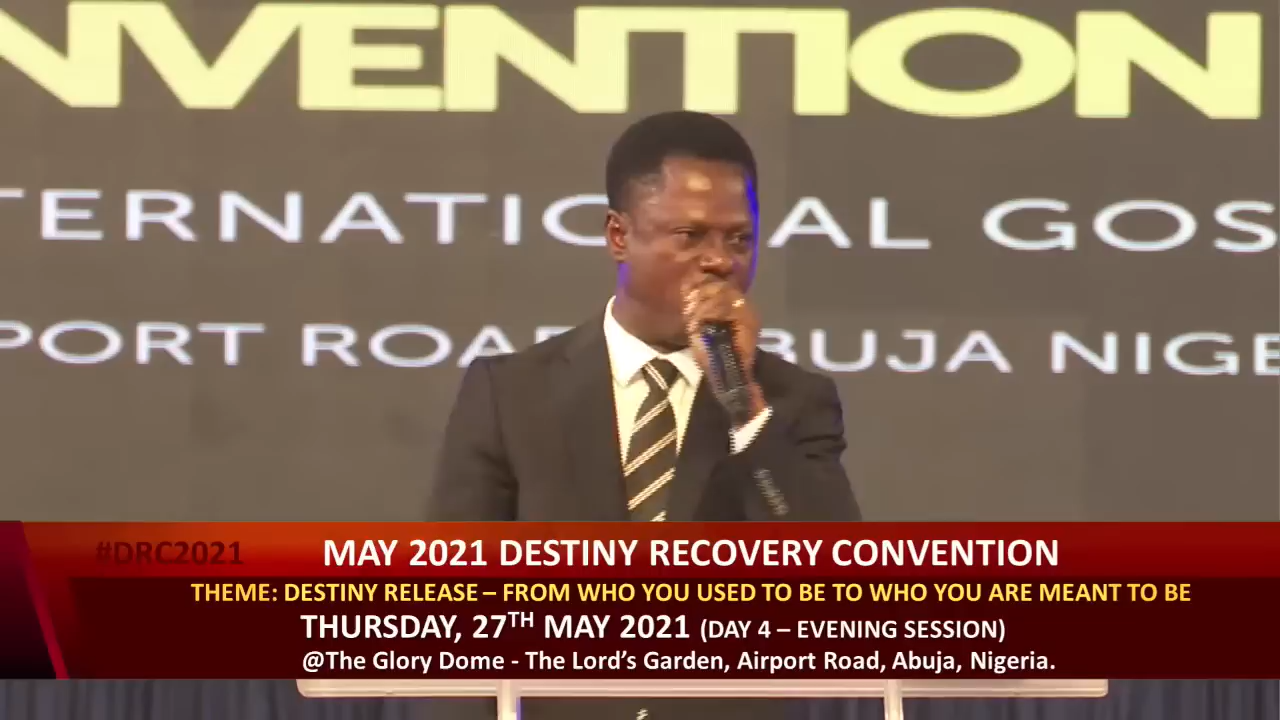 NVENTION
TERNATI AL GOS
PORT ROA BUJA NIGE
#DRC2021 MAY 2021 DESTINY RECOVERY CONVENTION
THEME: DESTINY RELEASE – FROM WHO YOU USED TO BE TO WHO YOU ARE MEANT TO BE
THURSDAY, 27TH MAY 2021 (DAY 4 – EVENING SESSION)
@The Glory Dome - The Lord's Garden, Airport Road, Abuja, Nigeria.